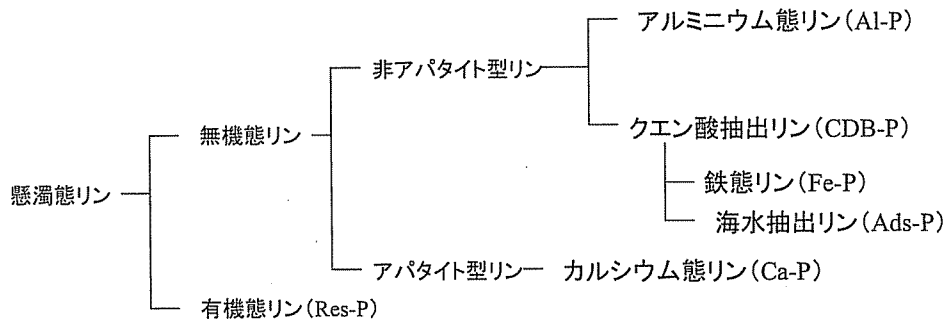 アルミニウム態リン(Al-P)
非アパタイト型リン
無機態リン
クエン酸抽出リン(CDB-P)
懸濁態リン
鉄態リン(Fe-P)
海水抽出リン(Ads-P)
アパタイト型リン
カルシウム態リン(Ca-P)
有機態リン(Res-P)